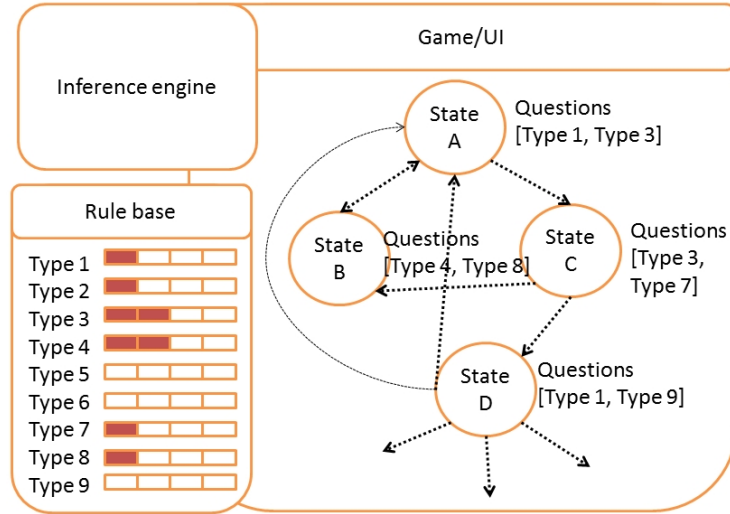 Game/UI
Inference engine
State
A
Questions
[Type 1, Type 3]
Rule base
Type 1
Type 2
Type 3
Type 4
Type 5
Type 6
Type 7
Type 8
Type 9
State
B
Questions
[Type 4, Type 8]
State
C
Questions
[Type 3,
Type 7]
State
D
Questions
[Type 1, Type 9]